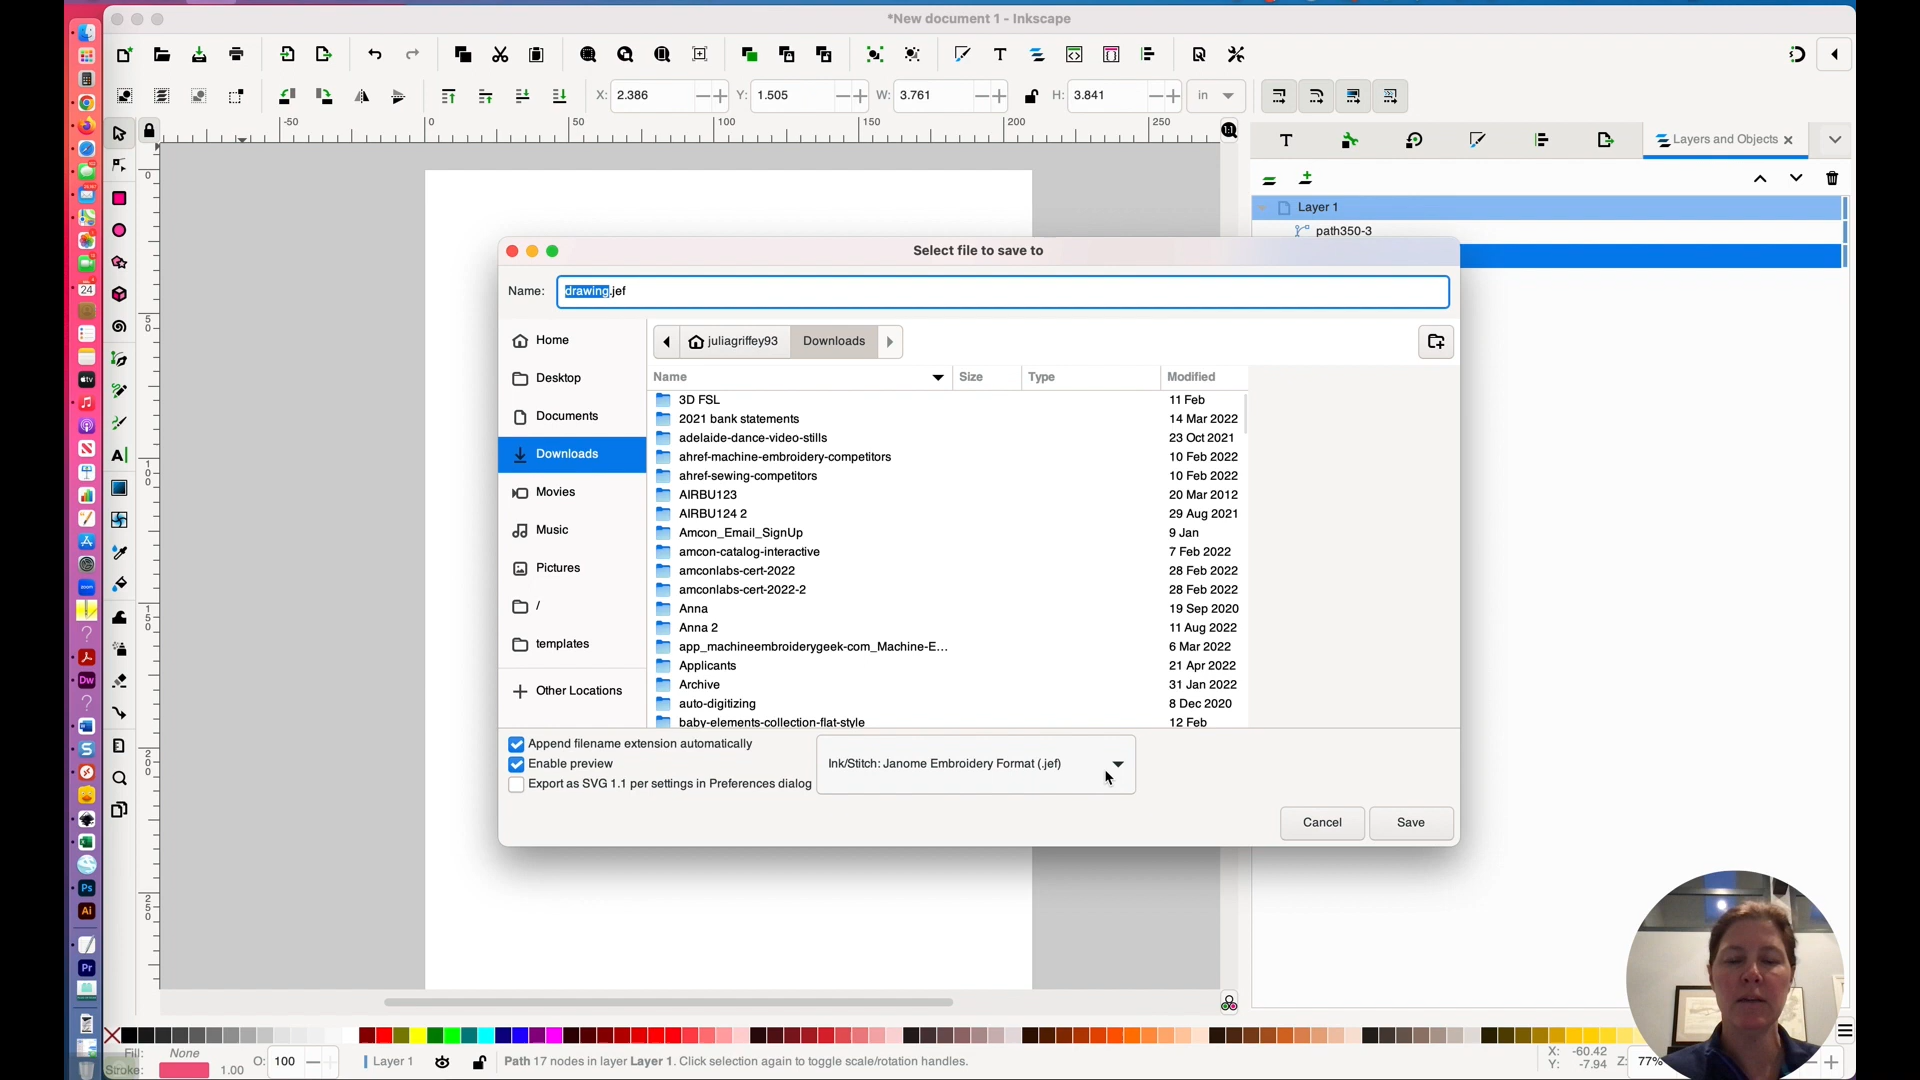 *New document 1 - Inkscape
X: 2.386 Y: 1.505 W: 3.761 H: 3.841 in
-50 0 50 100 150 200 250
Layers and Objects
Layer 1
path350-3
Select file to save to
Name: drawing.jef
juliagriffey93 Downloads
Home
Desktop
Documents
Downloads
Movies
Music
Pictures
/
templates
Other Locations
Name Size Type Modified
3D FSL 11 Feb
2021 bank statements 14 Mar 2022
adelaide-dance-video-stills 23 Oct 2021
ahref-machine-embroidery-competitors 10 Feb 2022
ahref-sewing-competitors 10 Feb 2022
AIRBU123 20 Mar 2012
AIRBU124 2 29 Aug 2021
Amcon_Email_SignUp 9 Jan
amcon-catalog-interactive 7 Feb 2022
amconlabs-cert-2022 28 Feb 2022
amconlabs-cert-2022-2 28 Feb 2022
Anna 19 Sep 2020
Anna 2 11 Aug 2022
app_machineembroiderygeek-com_Machine-E... 6 Mar 2022
Applicants 21 Apr 2022
Archive 31 Jan 2022
auto-digitizing 8 Dec 2020
baby-elements-collection-flat-style 12 Feb
Append filename extension automatically
Enable preview
Export as SVG 1.1 per settings in Preferences dialog
Ink/Stitch: Janome Embroidery Format (.jef)
Cancel Save
Fill: None
Stroke: 1.00
O: 100
Layer 1
Path 17 nodes in layer Layer 1. Click selection again to toggle scale/rotation handles.
X: -60.42
Y: -7.94
Z: 77%